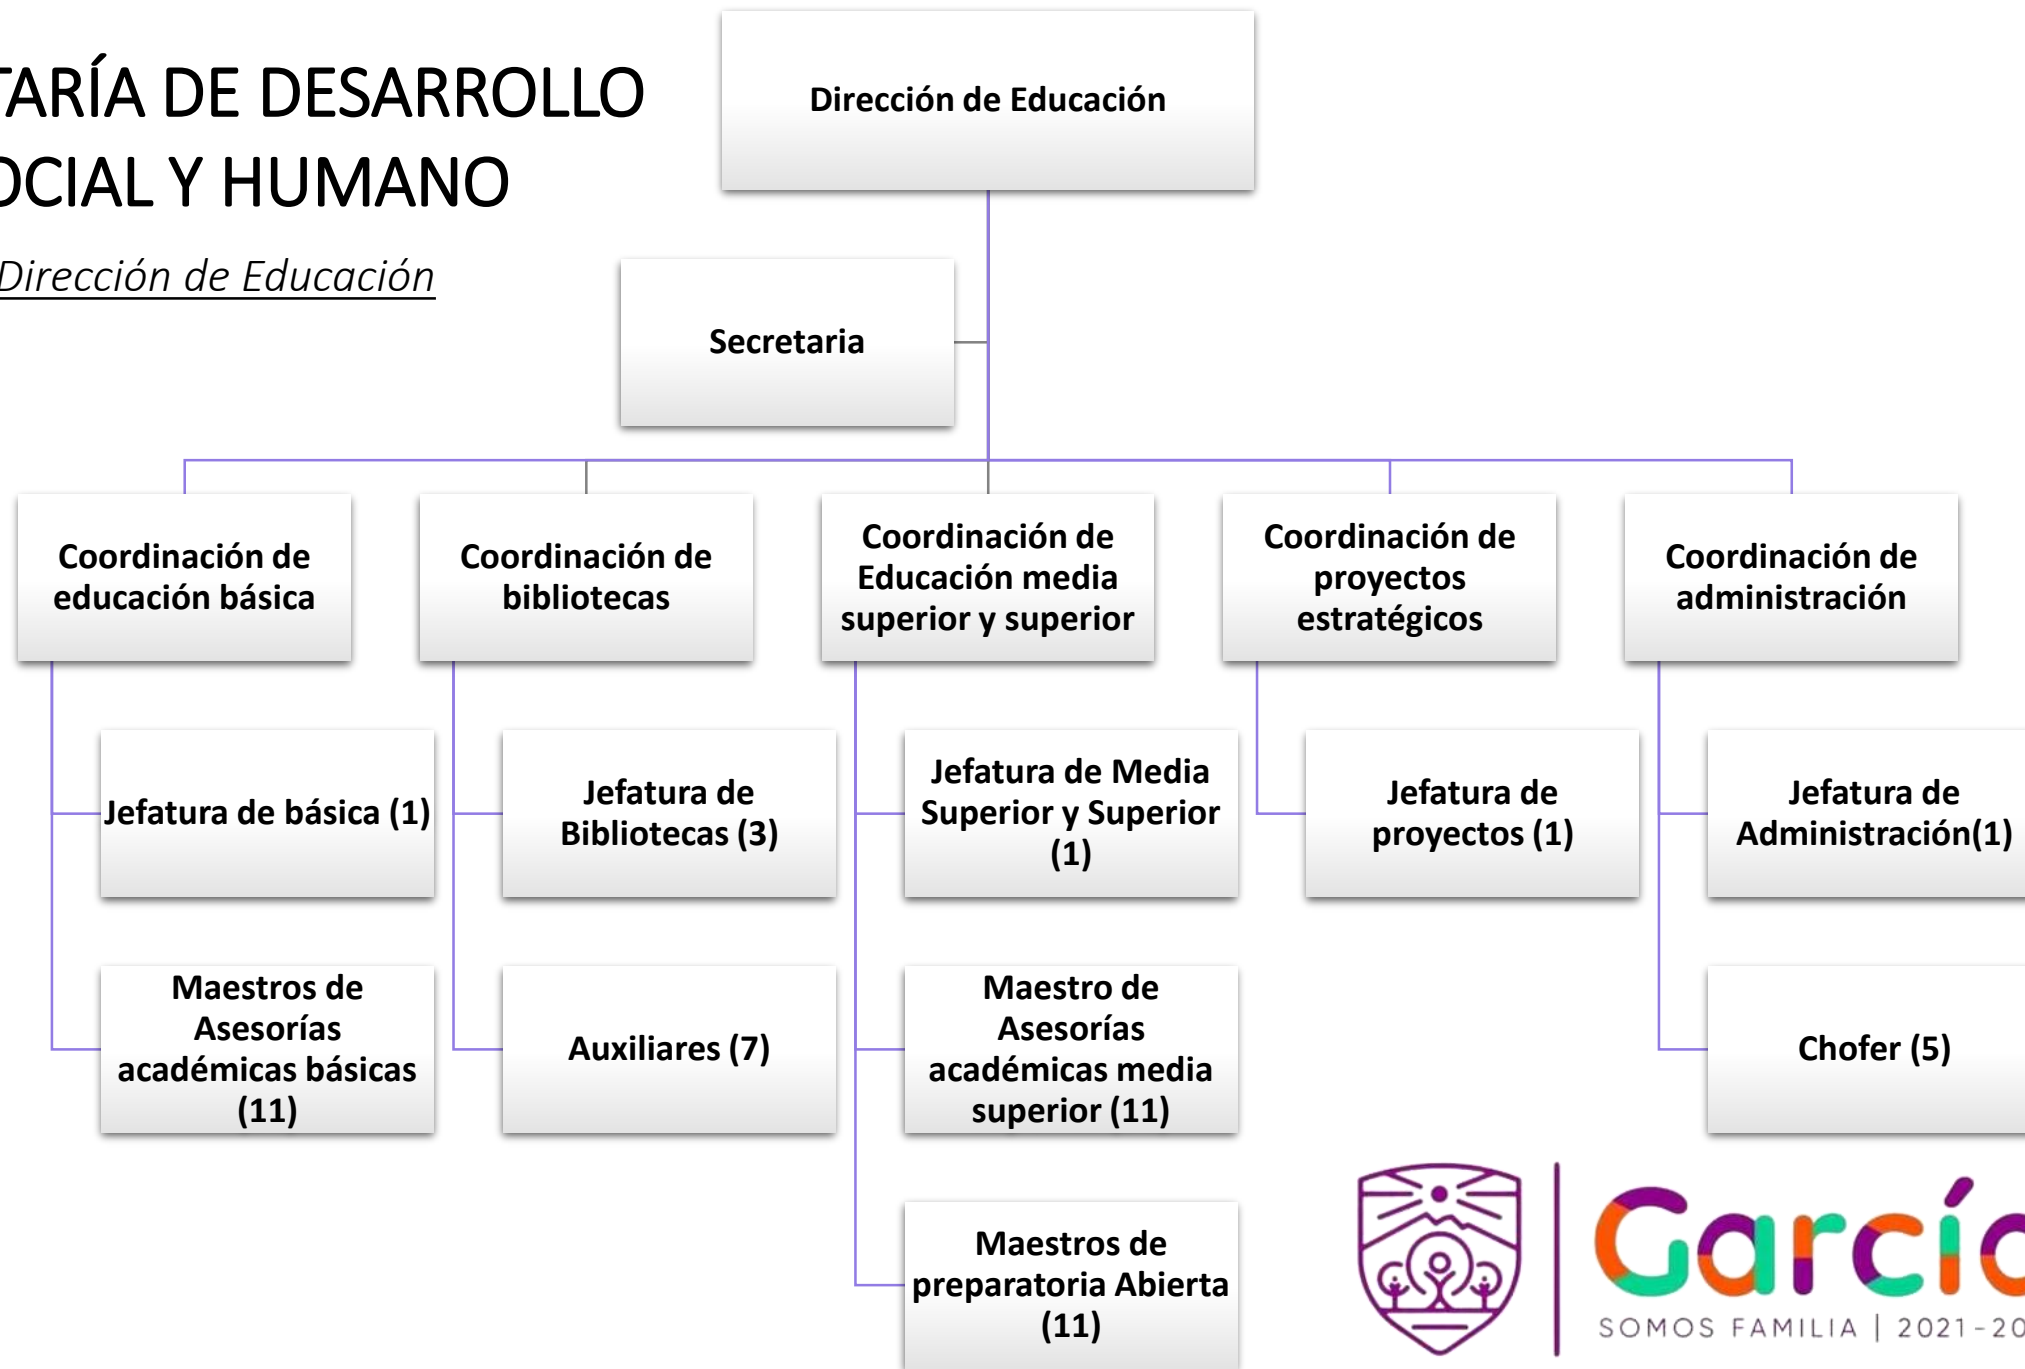 TARÍA DE DESARROLLO
OCIAL Y HUMANO
Dirección de Educación
Dirección de Educación
Secretaria
Coordinación de
educación básica
Coordinación de
bibliotecas
Coordinación de
Educación media
superior y superior
Coordinación de
proyectos
estratégicos
Coordinación de
administración
Jefatura de básica (1)
Jefatura de
Bibliotecas (3)
Jefatura de Media
Superior y Superior
(1)
Jefatura de
proyectos (1)
Jefatura de
Administración(1)
Maestros de
Asesorías
académicas básicas
(11)
Auxiliares (7)
Maestro de
Asesorías
académicas media
superior (11)
Chofer (5)
Maestros de
preparatoria Abierta
(11)
García
SOMOS FAMILIA | 2021-20